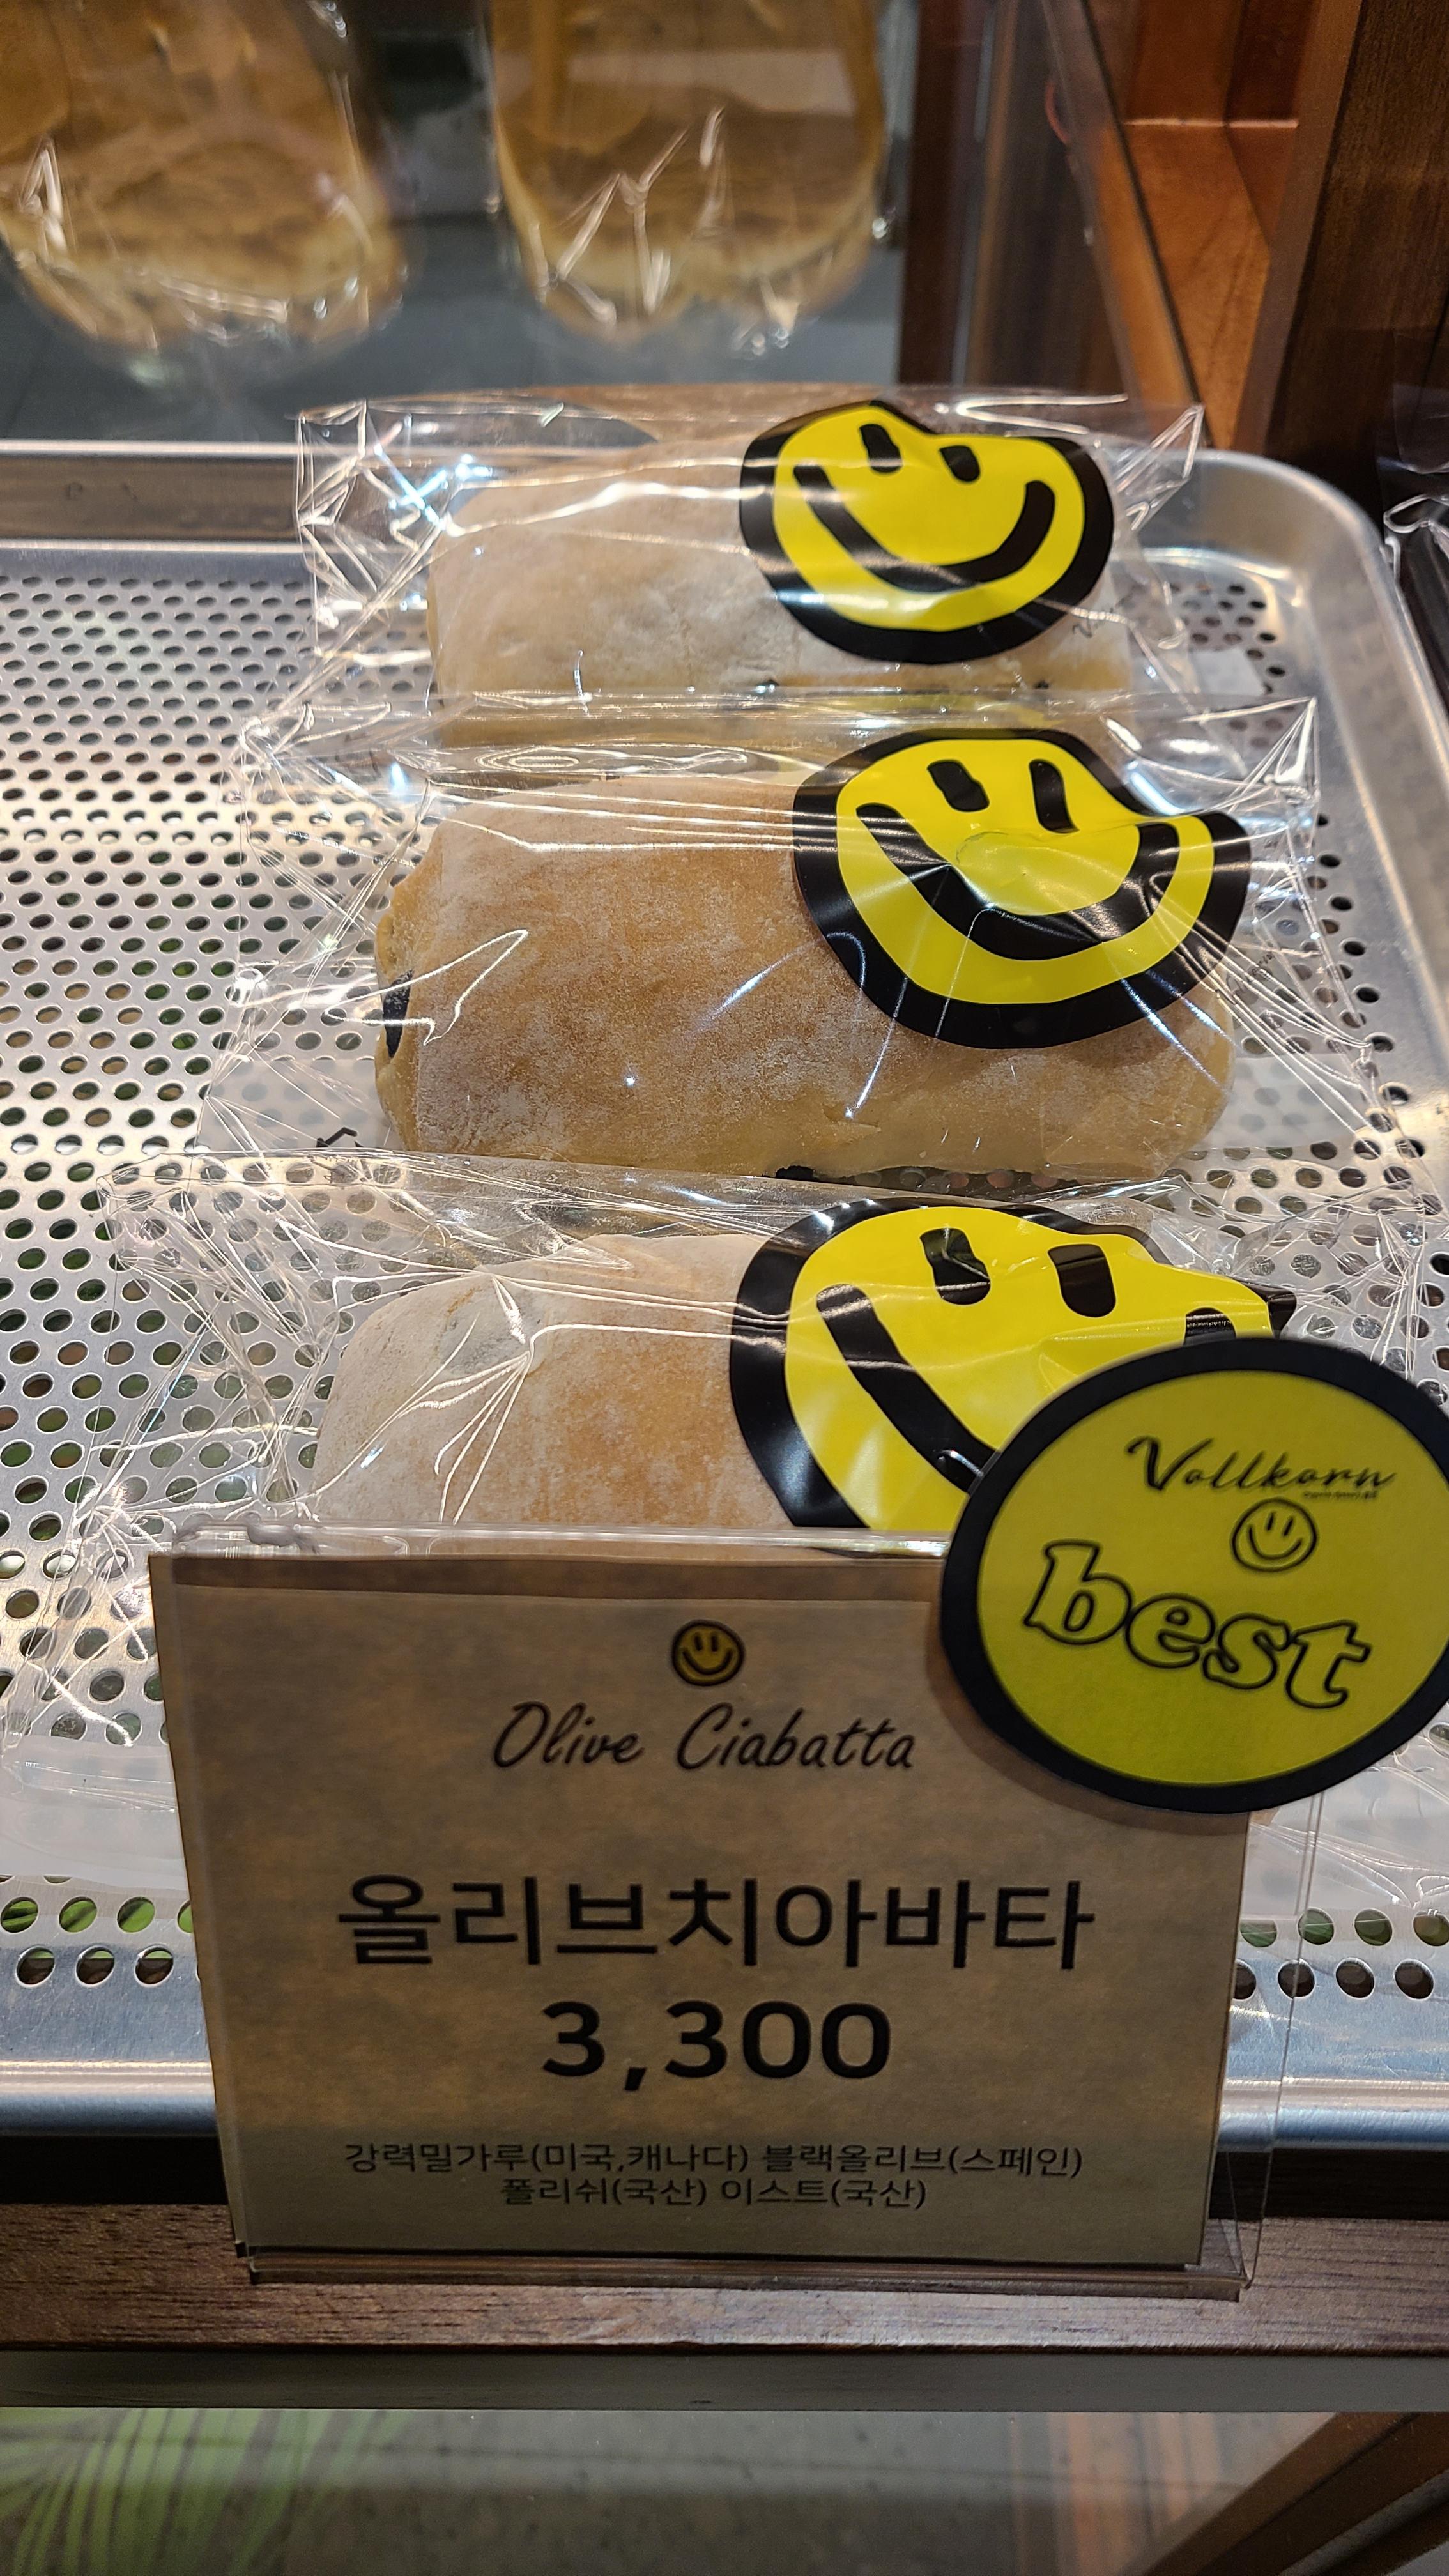 Vollkorn
best
Olive Ciabatta
올리브치아바타
3,300
강력밀가루(미국,캐나다) 블랙올리브(스페인)
폴리쉬(국산) 이스트(국산)